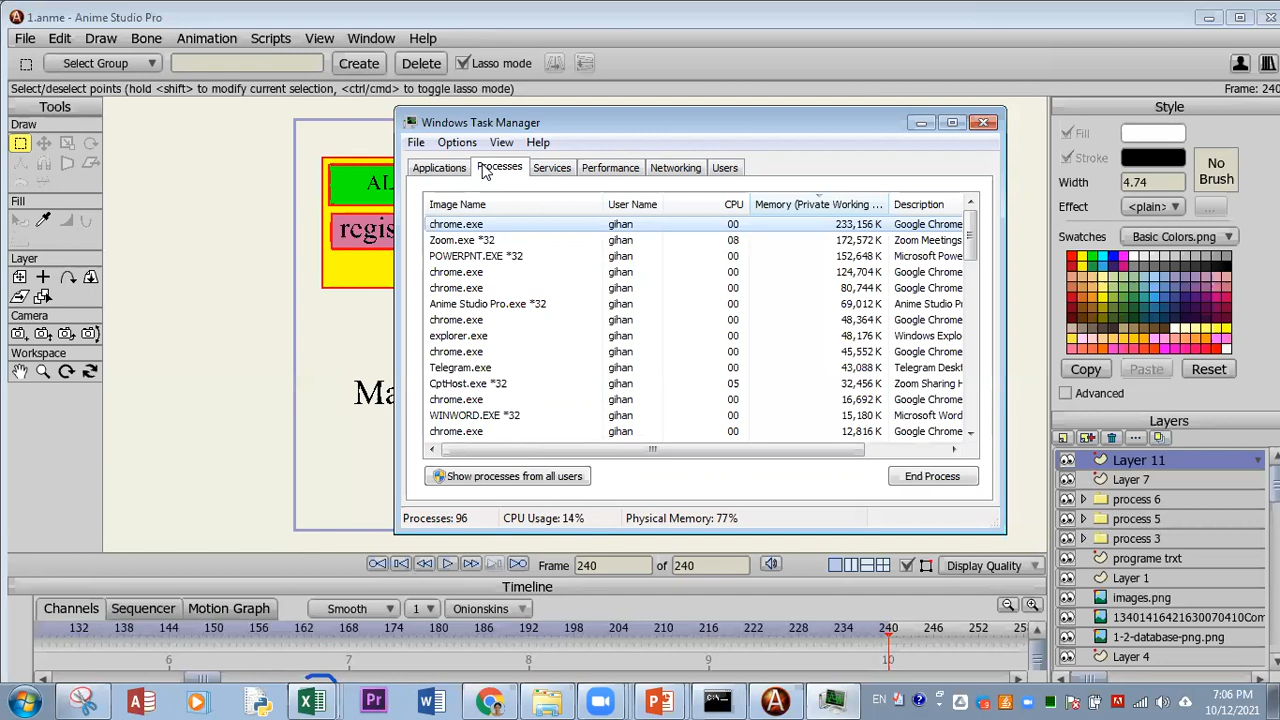 1.anme - Anime Studio Pro
File Edit Draw Bone Animation Scripts View Window Help
Select Group Create Delete Lasso mode
Select/deselect points (hold <shift> to modify current selection, <ctrl/cmd> to toggle lasso mode) Frame: 240
Tools
Draw
Fill
Layer
Camera
Workspace
AL
regis
Ma
Windows Task Manager
File Options View Help
Applications Processes Services Performance Networking Users
Image Name User Name CPU Memory (Private Working ... Description
chrome.exe gihan 00 233,156 K Google Chrome
Zoom.exe *32 gihan 08 172,572 K Zoom Meetings
POWERPNT.EXE *32 gihan 00 152,648 K Microsoft Powe
chrome.exe gihan 00 124,704 K Google Chrome
chrome.exe gihan 00 80,744 K Google Chrome
Anime Studio Pro.exe *32 gihan 00 69,012 K Anime Studio P
chrome.exe gihan 00 48,364 K Google Chrome
explorer.exe gihan 00 48,176 K Windows Explo
chrome.exe gihan 00 45,552 K Google Chrome
Telegram.exe gihan 00 43,088 K Telegram Deskt
CptHost.exe *32 gihan 05 32,456 K Zoom Sharing H
chrome.exe gihan 00 16,692 K Google Chrome
WINWORD.EXE *32 gihan 00 15,180 K Microsoft Word
chrome.exe gihan 00 12,816 K Google Chrome
Show processes from all users End Process
Processes: 96 CPU Usage: 14% Physical Memory: 77%
Style
Fill
Stroke
No Brush
Width 4.74
Effect <plain> ...
Swatches Basic Colors.png
Copy Paste Reset
Advanced
Layers
Layer 11
Layer 7
process 6
process 5
process 3
programe trxt
Layer 1
images.png
13401416421630070410Com
1-2-database-png.png
Layer 4
Frame 240 of 240 Display Quality
Timeline
Channels Sequencer Motion Graph Smooth 1 Onionskins
132 138 144 150 156 162 168 174 180 186 192 198 204 210 216 222 228 234 240 246 252
6 7 8 9 10
EN 7:06 PM
10/12/2021